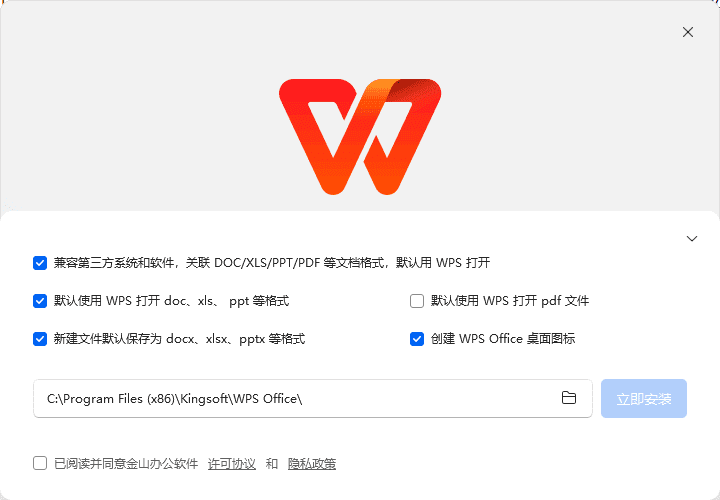 兼容第三方系统和软件，关联 DOC/XLS/PPT/PDF 等文档格式，默认用 WPS 打开
默认使用 WPS 打开 doc、xls、 ppt 等格式
默认使用 WPS 打开 pdf 文件
新建文件默认保存为 docx、xlsx、pptx 等格式
创建 WPS Office 桌面图标
C:\Program Files (x86)\Kingsoft\WPS Office\
立即安装
已阅读并同意金山办公软件 许可协议 和 隐私政策